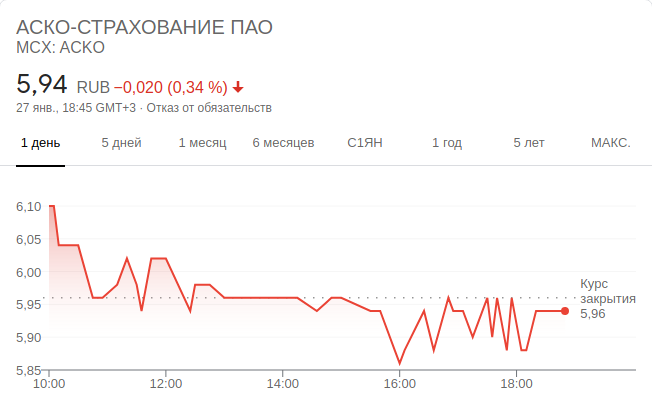 АСКО-СТРАХОВАНИЕ ПАО
MCX: ACKO
5,94 RUB −0,020 (0,34 %)
27 янв., 18:45 GMT+3 · Отказ от обязательств
1 день 5 дней 1 месяц 6 месяцев С1ЯН 1 год 5 лет МАКС.
6,10
6,05
6,00
5,95
5,90
5,85
Курс
закрытия
5,96
10:00 12:00 14:00 16:00 18:00